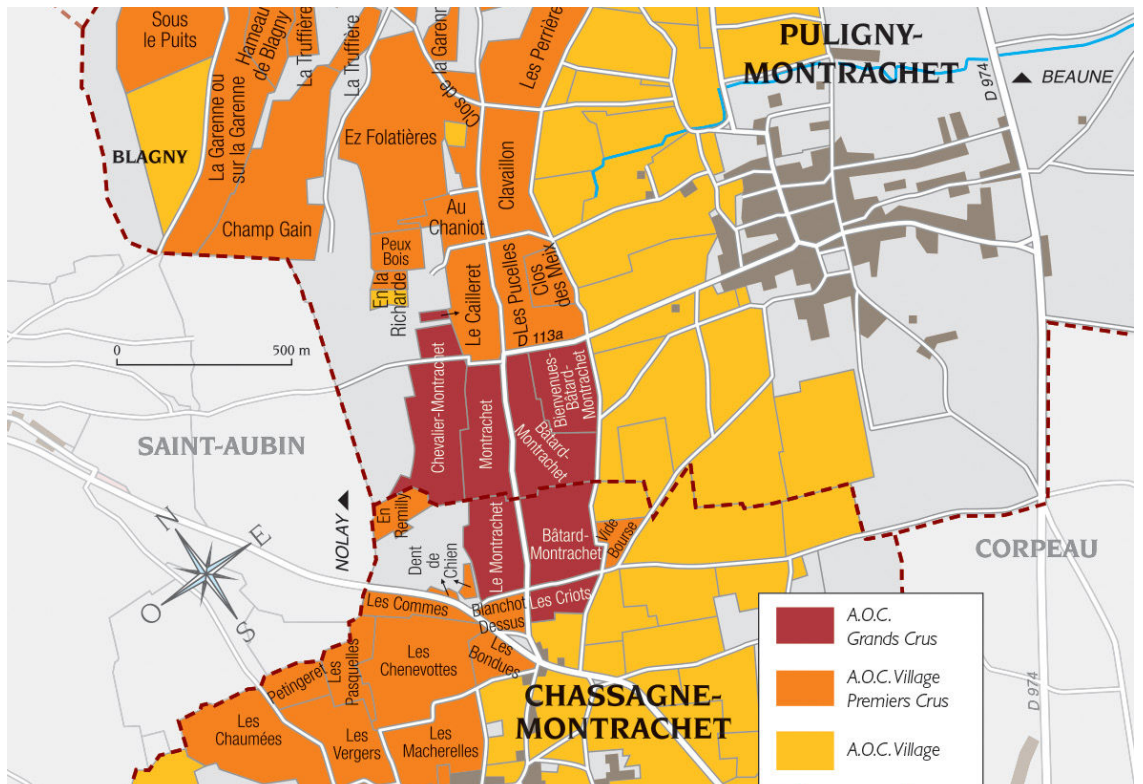 Sous
le Puits
La Garenne ou
sur la Garenne
Hameau
de Blagny
La Truffière
La Truffière
Clos de la Garenne
Les Perrières
PULIGNY-
MONTRACHET
D 974
BEAUNE
BLAGNY
Ez Folatières
Clavaillon
Champ Gain
Au
Chaniot
Peux
Bois
En la
Richarde
Le Cailleret
Les Pucelles
Clos
des Meix
D 113a
0
500 m
Chevalier-Montrachet
Montrachet
Bienvenues-
Bâtard-
Montrachet
Bâtard-
Montrachet
SAINT-AUBIN
NOLAY
En
Remilly
Dent
de
Chien
Le Montrachet
Bâtard-
Montrachet
Vide
Bourse
CORPEAU
N
E
O
S
Les Commes
Blanchot
Dessus
Les Criots
Les
Bondues
Les
Chenevottes
Les
Pasquelles
Petingeret
Les
Chaumées
Les
Vergers
Les
Macherelles
CHASSAGNE-
MONTRACHET
A.O.C.
Grands Crus
A.O.C. Village
Premiers Crus
A.O.C. Village
D 974